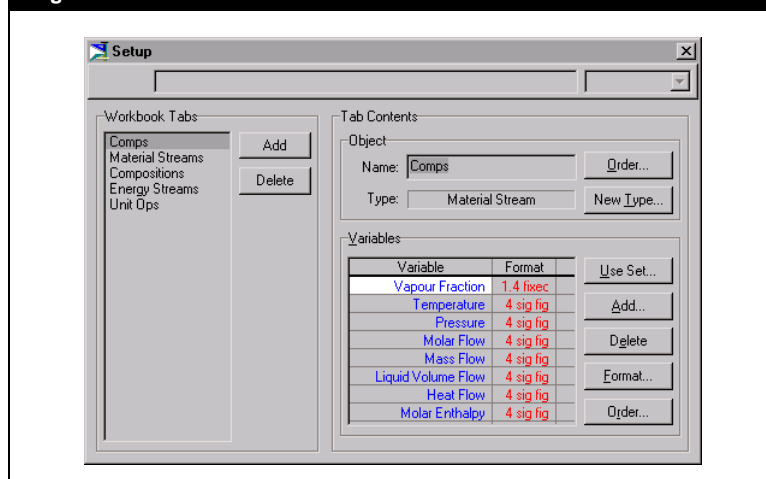 Setup
Workbook Tabs
Comps
Material Streams
Compositions
Energy Streams
Unit Ops
Add
Delete
Tab Contents
Object
Name: Comps
Order...
Type: Material Stream
New Type...
Variables
Variable Format
Vapour Fraction 1.4 fixec
Temperature 4 sig fig
Pressure 4 sig fig
Molar Flow 4 sig fig
Mass Flow 4 sig fig
Liquid Volume Flow 4 sig fig
Heat Flow 4 sig fig
Molar Enthalpy 4 sig fig
Use Set...
Add...
Delete
Format...
Order...